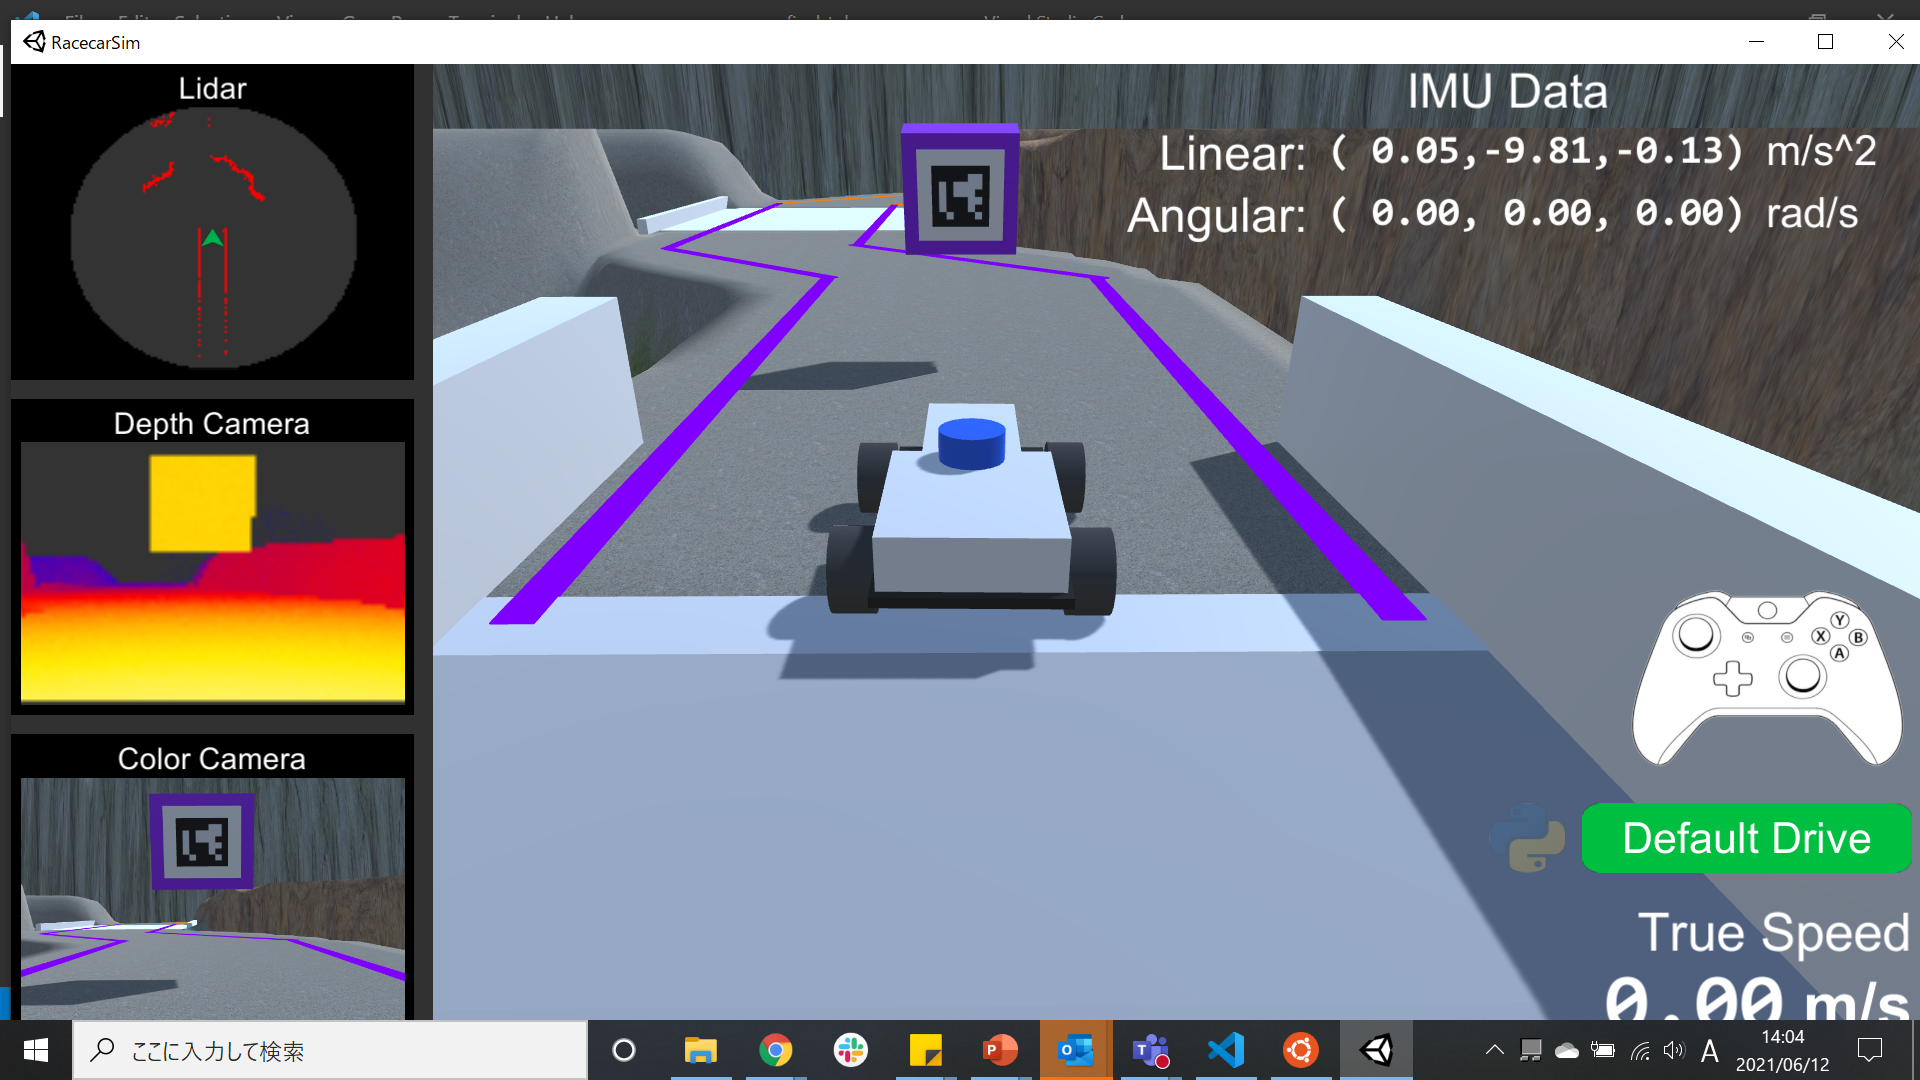 RacecarSim
Lidar
Depth Camera
Color Camera
IMU Data
Linear: ( 0.05,-9.81,-0.13) m/s^2
Angular: ( 0.00, 0.00, 0.00) rad/s
Y
X B
A
Default Drive
True Speed
0.00 m/s
ここに入力して検索
A
14:04
2021/06/12